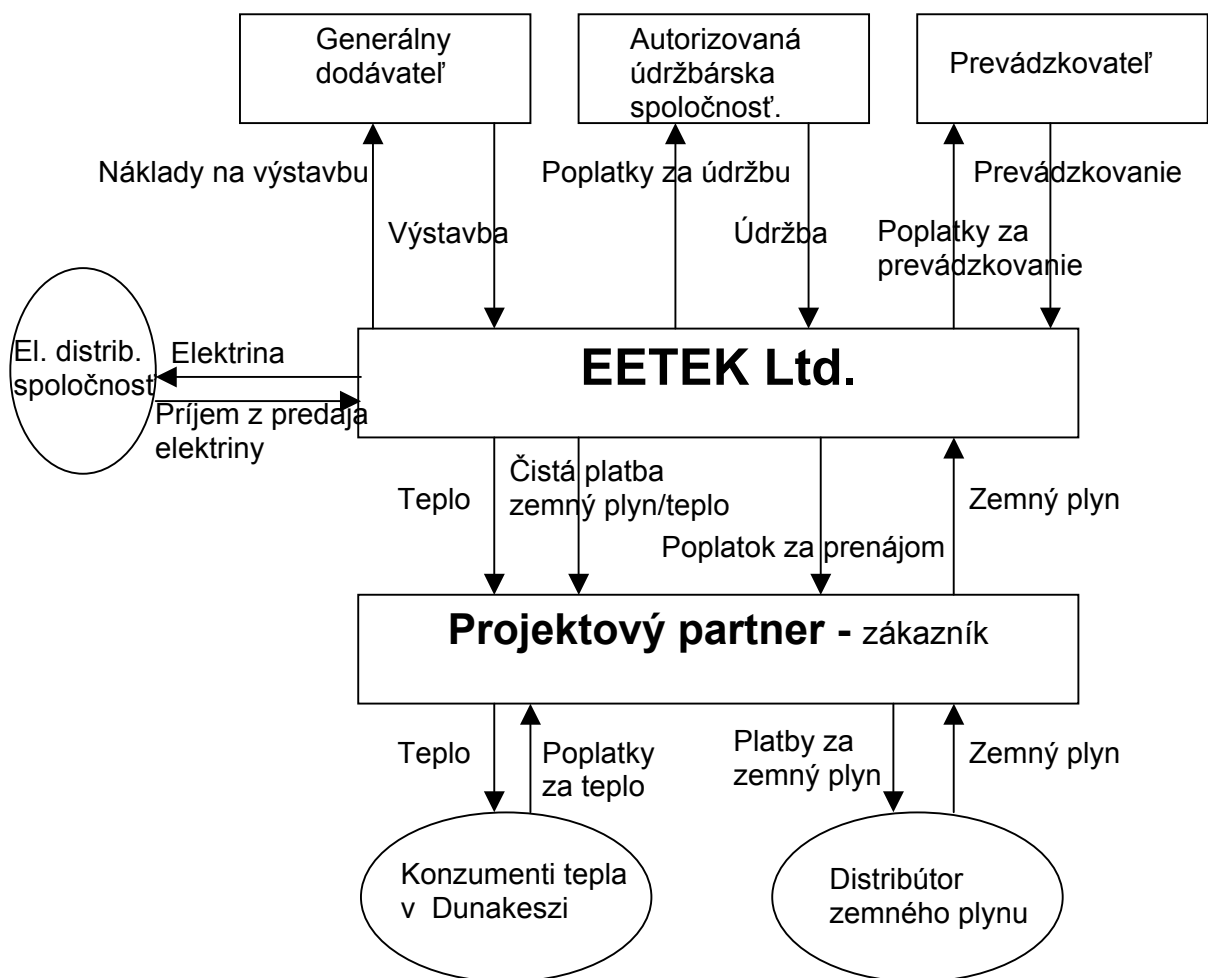 Generálny
dodávateľ
Autorizovaná
údržbárska
spoločnosť.
Prevádzkovateľ
Náklady na výstavbu
Poplatky za údržbu
Prevádzkovanie
Výstavba
Údržba
Poplatky za
prevádzkovanie
El. distrib.
spoločnosť
Elektrina
Príjem z predaja
elektriny
EETEK Ltd.
Teplo
Čistá platba
zemný plyn/teplo
Poplatok za prenájom
Zemný plyn
Projektový partner - zákazník
Teplo
Poplatky
za teplo
Platby za
zemný plyn
Zemný plyn
Konzumenti tepla
v Dunakeszi
Distribútor
zemného plynu